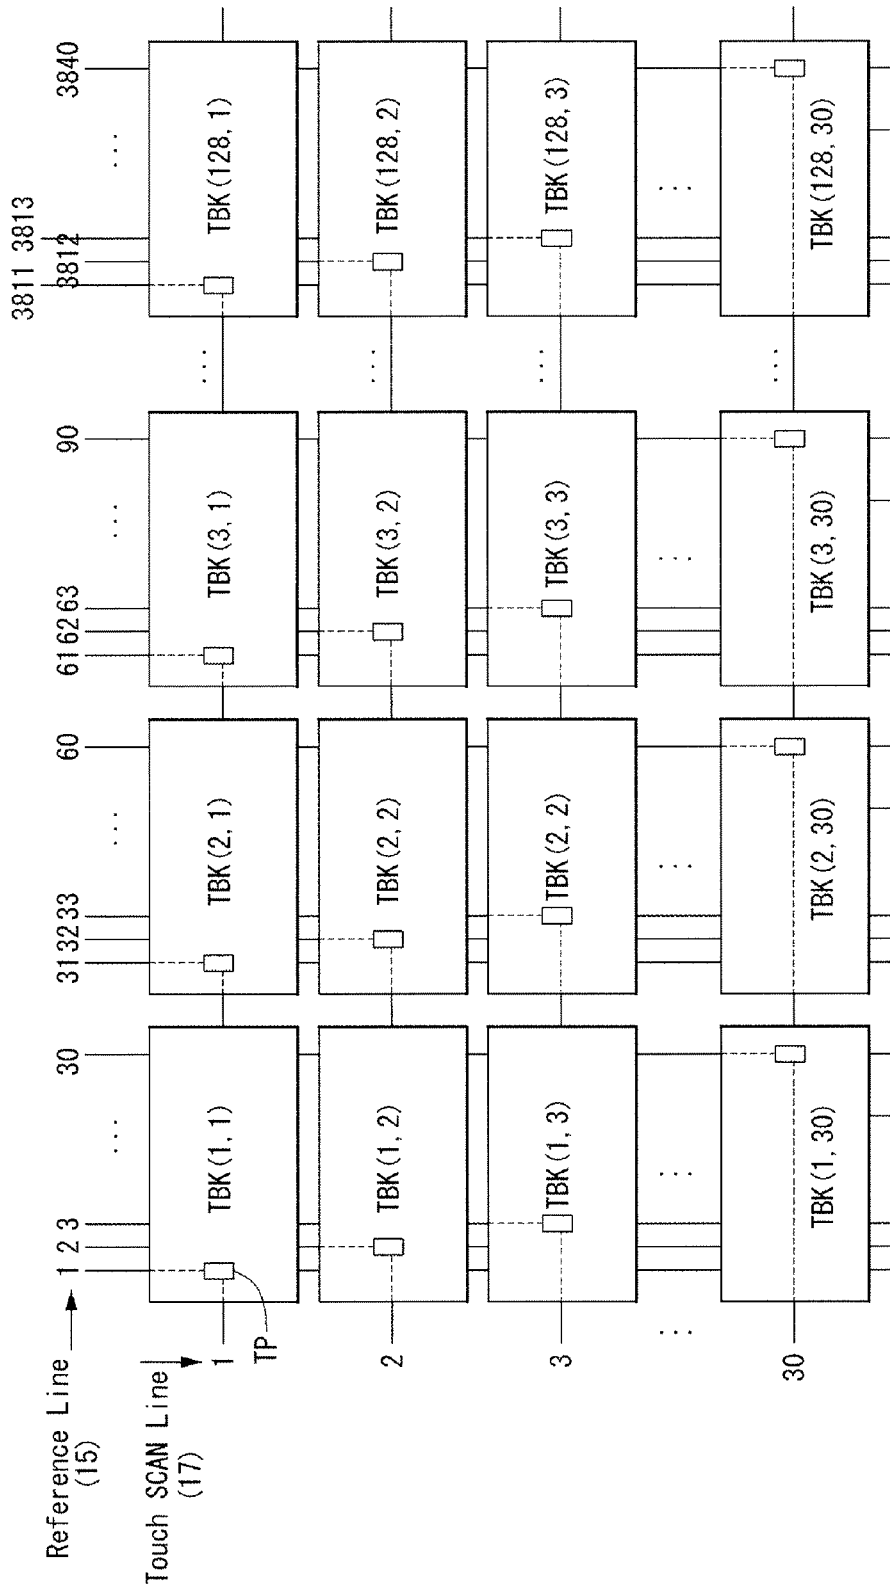 Reference Line
(15)
1 2 3 ... 30 31 32 33 ... 60 61 62 63 ... 90 3811 3812 3813 ... 3840
Touch SCAN Line
(17)
1 TBK(1,1) TBK(2,1) TBK(3,1) ... TBK(128,1)
TP
2 TBK(1,2) TBK(2,2) TBK(3,2) ... TBK(128,2)
3 TBK(1,3) TBK(2,2) TBK(3,3) ... TBK(128,3)
... ... ... ... ...
30 TBK(1,30) TBK(2,30) TBK(3,30) ... TBK(128,30)